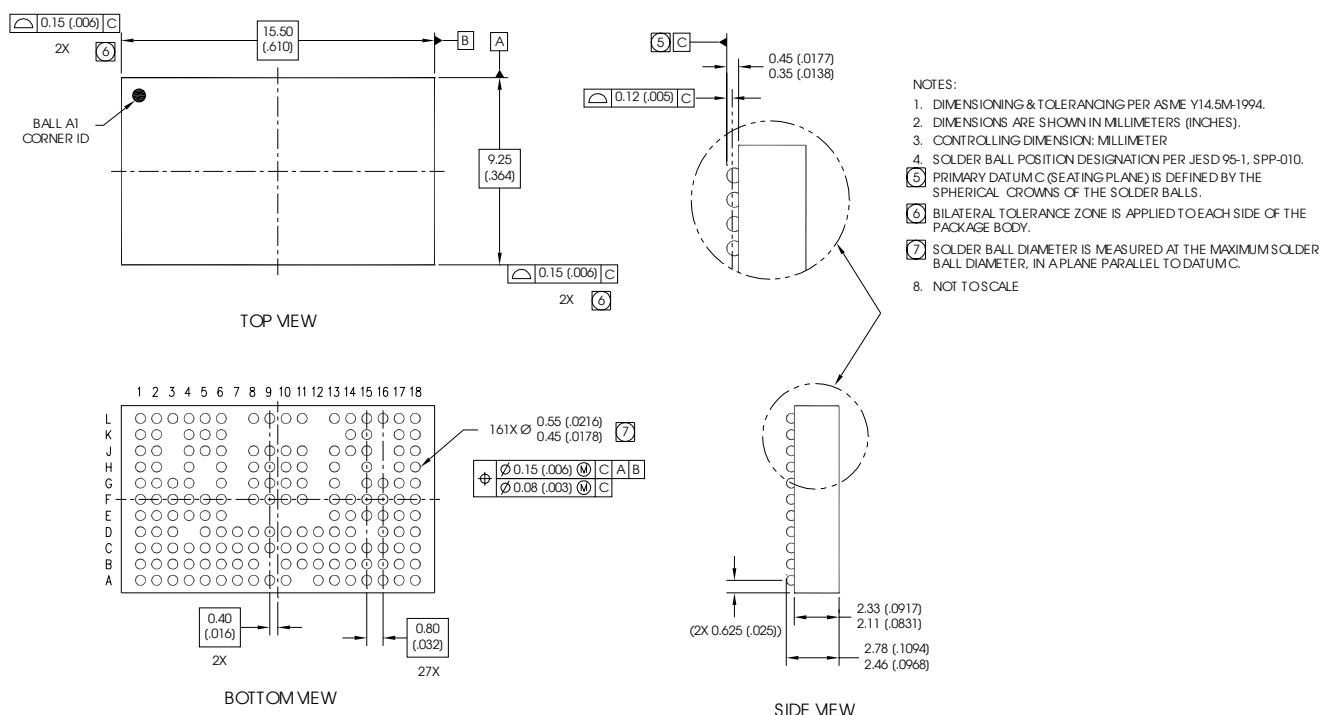 0.15 (.006) C
2X 6
15.50
(.610)
B
A
BALL A1
CORNER ID
9.25
(.364)
0.15 (.006) C
2X 6
TOP VIEW
5 C
0.45 (.0177)
0.35 (.0138)
0.12 (.005) C
NOTES:
1. DIMENSIONING & TOLERANCING PER ASME Y14.5M-1994.
2. DIMENSIONS ARE SHOWN IN MILLIMETERS (INCHES).
3. CONTROLLING DIMENSION: MILLIMETER
4. SOLDER BALL POSITION DESIGNATION PER JESD 95-1, SPP-010.
5 PRIMARY DATUM C (SEATING PLANE) IS DEFINED BY THE
SPHERICAL CROWNS OF THE SOLDER BALLS.
6 BILATERAL TOLERANCE ZONE IS APPLIED TO EACH SIDE OF THE
PACKAGE BODY.
7 SOLDER BALL DIAMETER IS MEASURED AT THE MAXIMUM SOLDER
BALL DIAMETER, IN A PLANE PARALLEL TO DATUM C.
8. NOT TO SCALE
1 2 3 4 5 6 7 8 9 10 11 12 13 14 15 16 17 18
L
K
J
H
G
F
E
D
C
B
A
161X Ø 0.55 (.0216)
0.45 (.0178) 7
Ø 0.15 (.006) Ⓜ C A B
Ø 0.08 (.003) Ⓜ C
0.40
(.016)
2X
0.80
(.032)
27X
BOTTOM VIEW
(2X 0.625 (.025))
2.33 (.0917)
2.11 (.0831)
2.78 (.1094)
2.46 (.0968)
SIDE VIEW